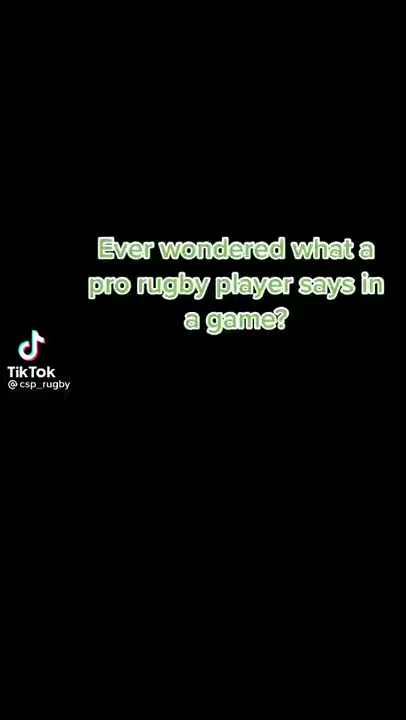 Ever wondered what a
pro rugby player says in
a game?
TikTok
@csp_rugby